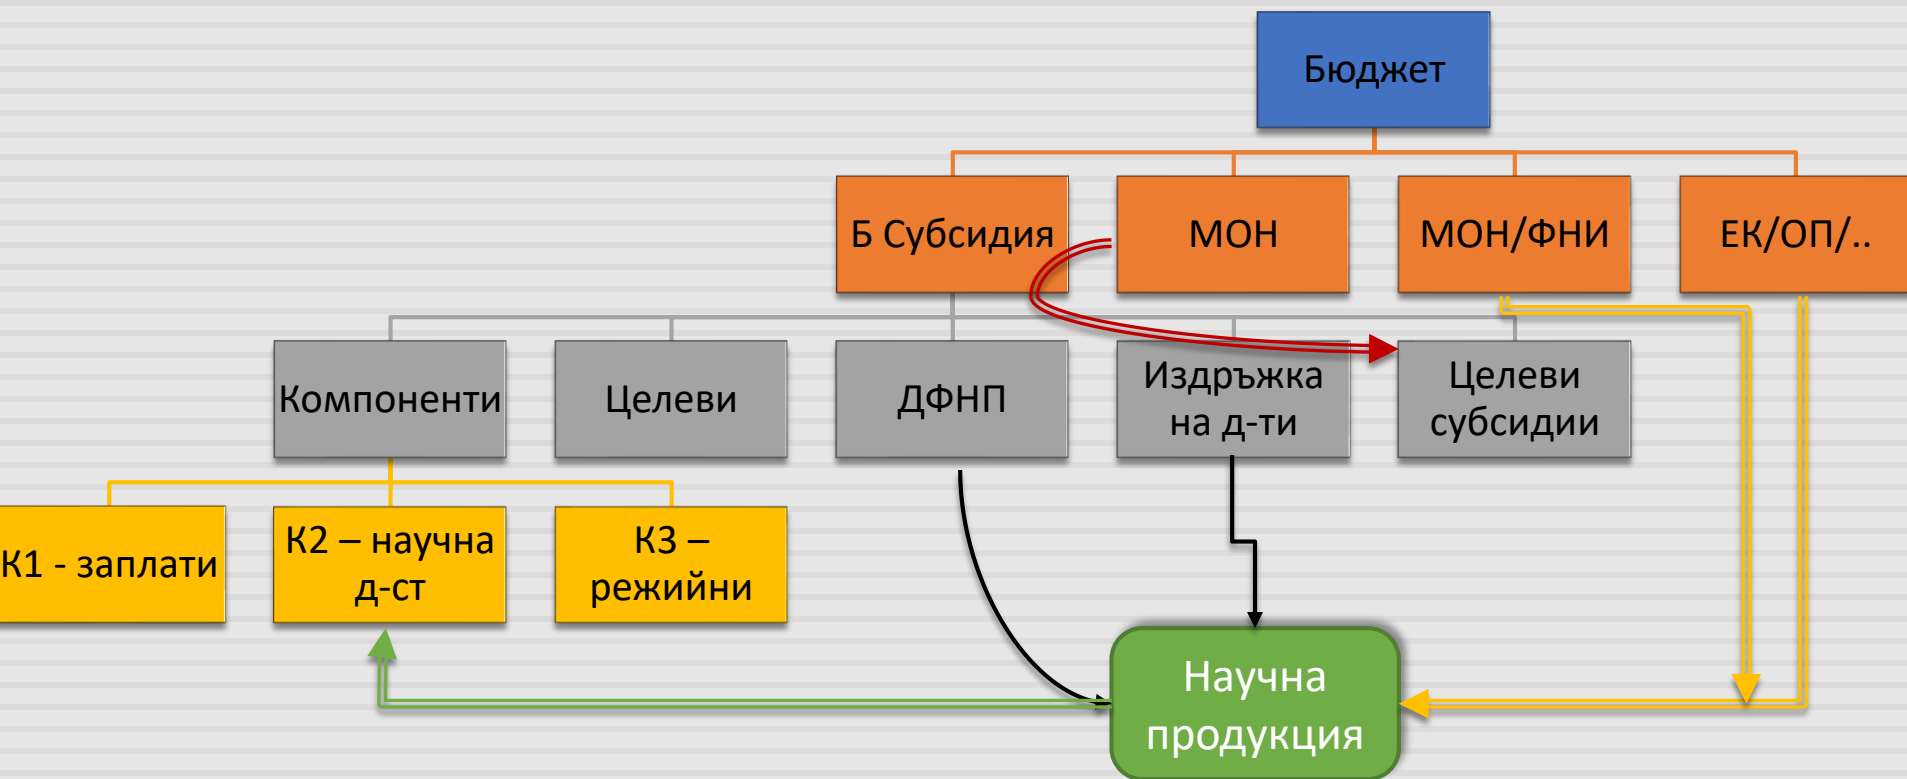 Бюджет
Б Субсидия
МОН
МОН/ФНИ
ЕК/ОП/..
Компоненти
Целеви
ДФНП
Издръжка
на д-ти
Целеви
субсидии
К1 - заплати
К2 – научна
д-ст
К3 –
режийни
Научна
продукция